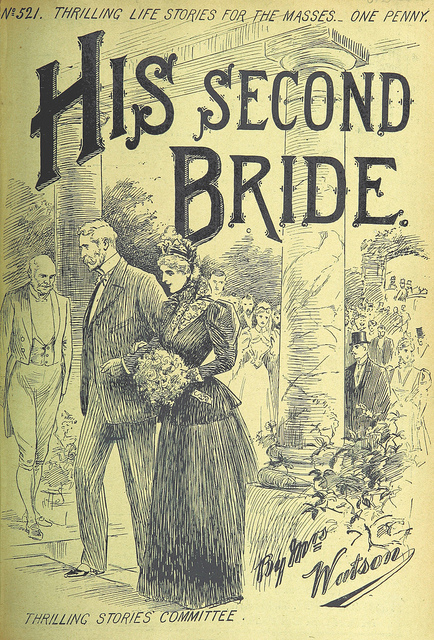 Nº 521. THRILLING LIFE STORIES FOR THE MASSES._ ONE PENNY.
HIS SECOND
BRIDE.
By Mrs
Watson
THRILLING STORIES COMMITTEE.